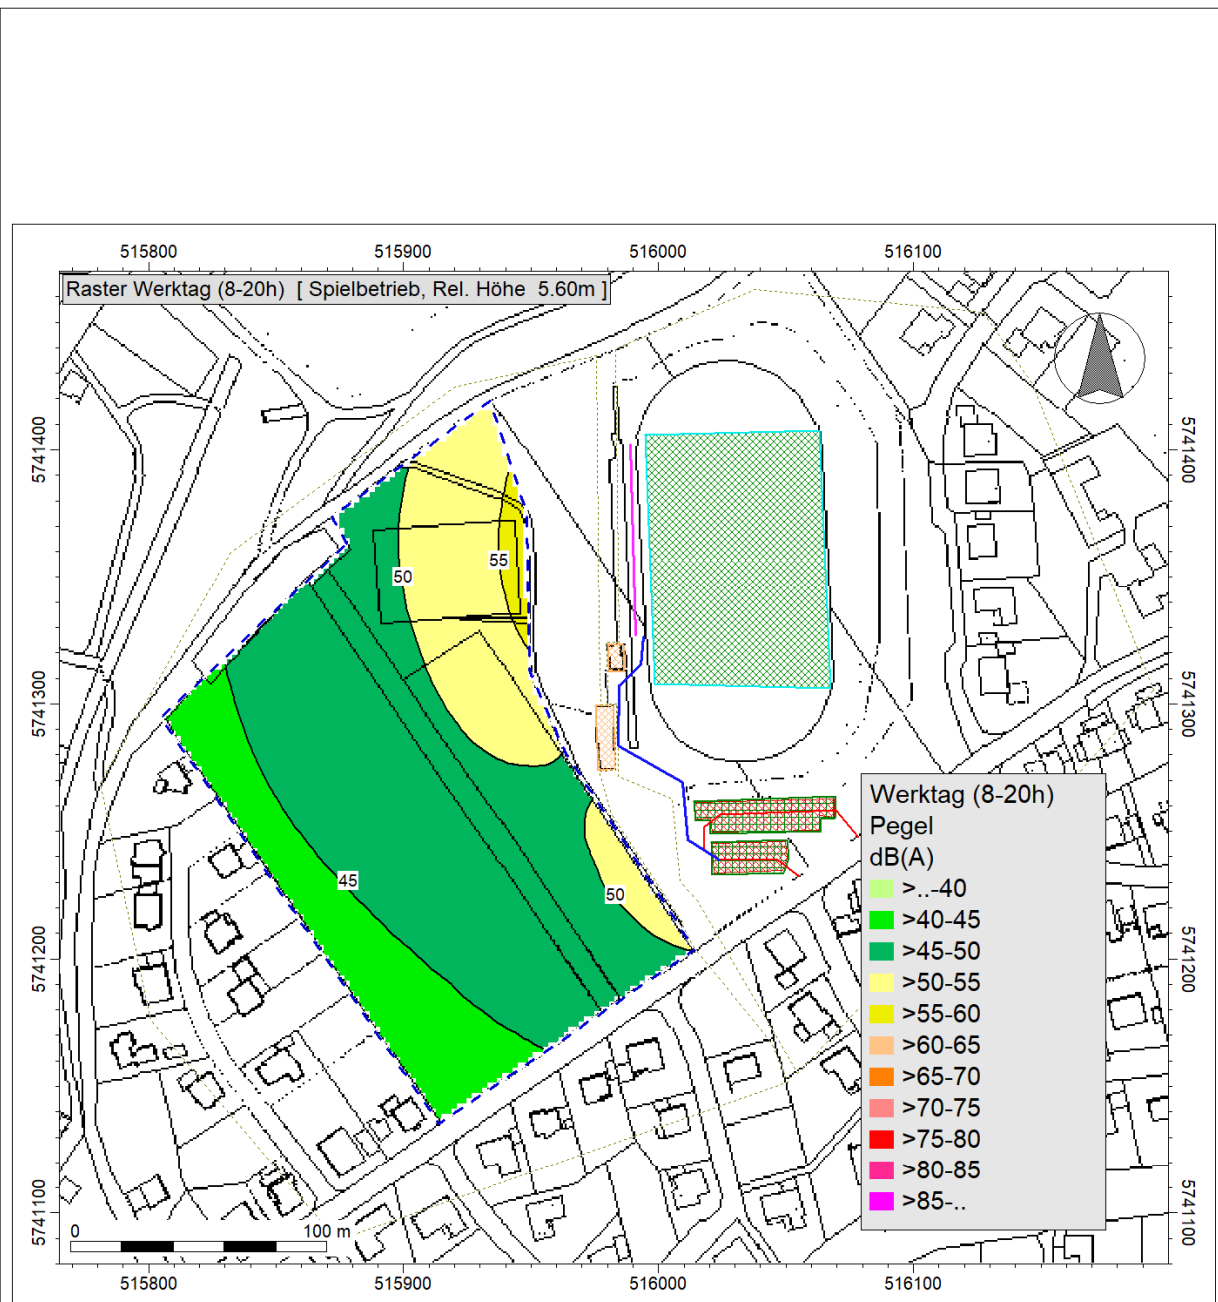 515800 515900 516000 516100
Raster Werktag (8-20h) [ Spielbetrieb, Rel. Höhe 5.60m ]
5741400 5741400
55
50
5741300 5741300
45
50
5741200 5741200
Werktag (8-20h)
Pegel
dB(A)
>..-40
>40-45
>45-50
>50-55
>55-60
>60-65
>65-70
>70-75
>75-80
>80-85
>85-..
5741100 5741100
0 100 m
515800 515900 516000 516100